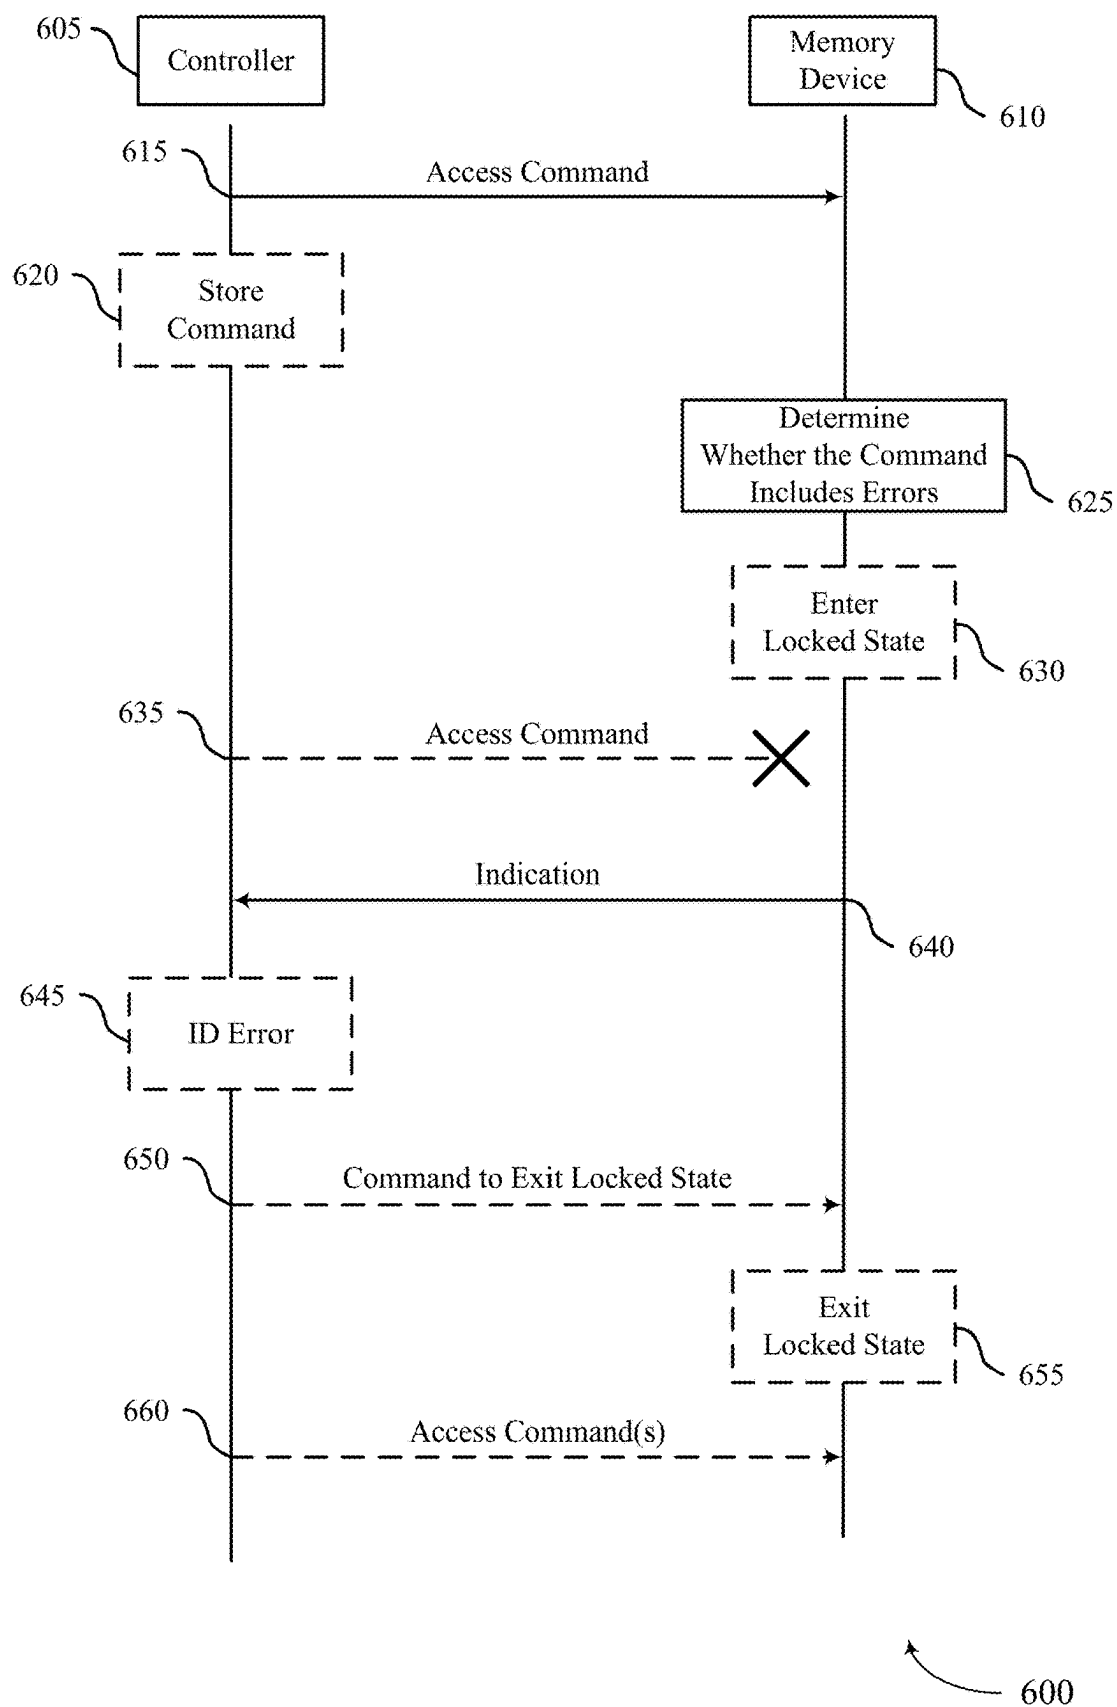 605
Controller
Memory
Device
610
615
Access Command
620
Store
Command
Determine
Whether the Command
Includes Errors
625
Enter
Locked State
630
635
Access Command
Indication
640
645
ID Error
650
Command to Exit Locked State
Exit
Locked State
655
660
Access Command(s)
600